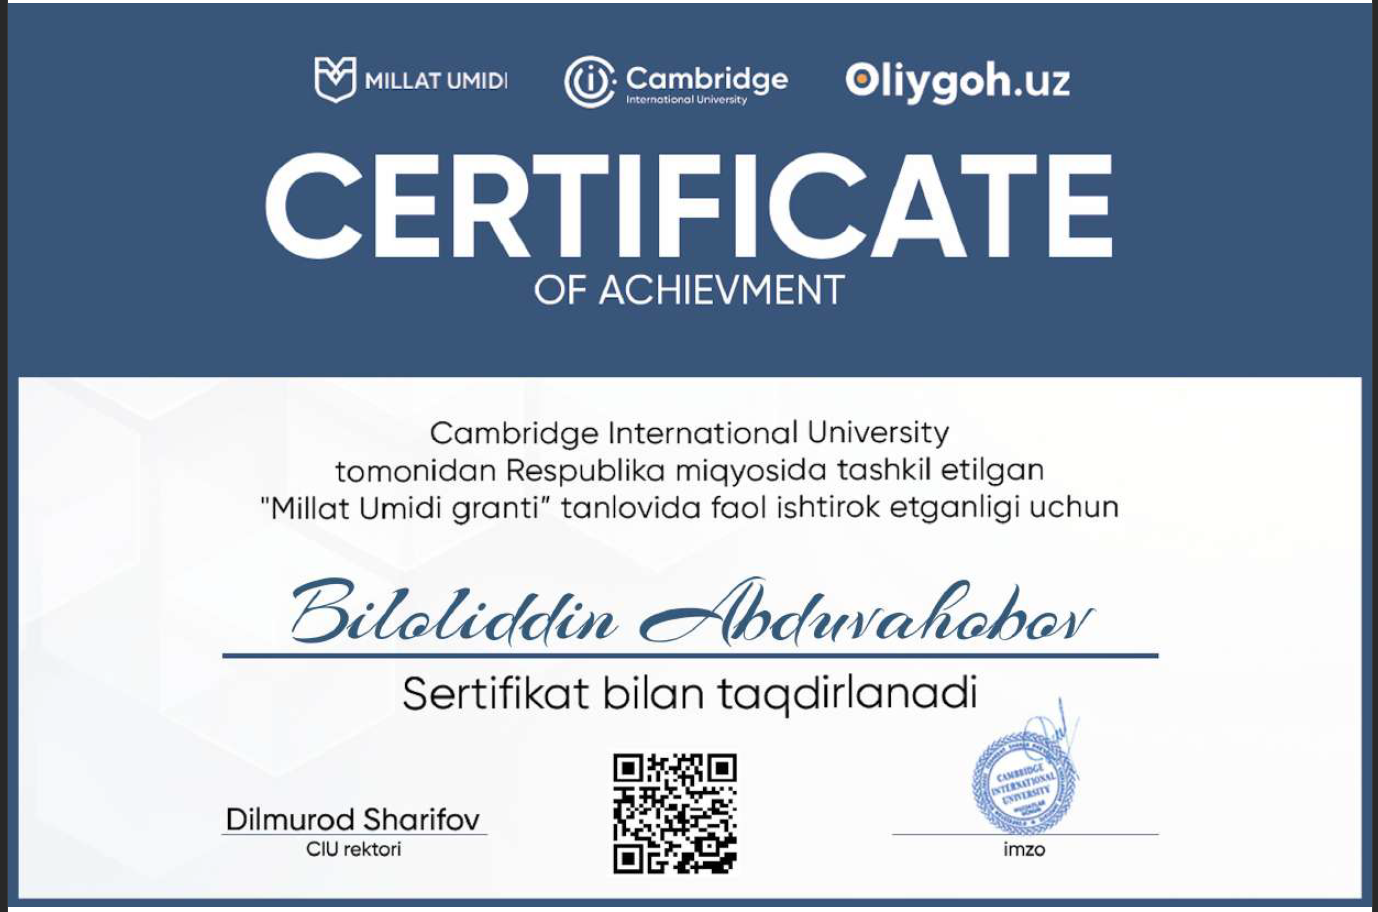 MILLAT UMIDI
Cambridge
International University
Oliygoh.uz
CERTIFICATE
OF ACHIEVMENT
Cambridge International University
tomonidan Respublika miqyosida tashkil etilgan
"Millat Umidi granti” tanlovida faol ishtirok etganligi uchun
Biloliddin Abduvahobov
Sertifikat bilan taqdirlanadi
Dilmurod Sharifov
CIU rektori
CAMBRIDGE
INTERNATIONAL
UNIVERSITY
imzo